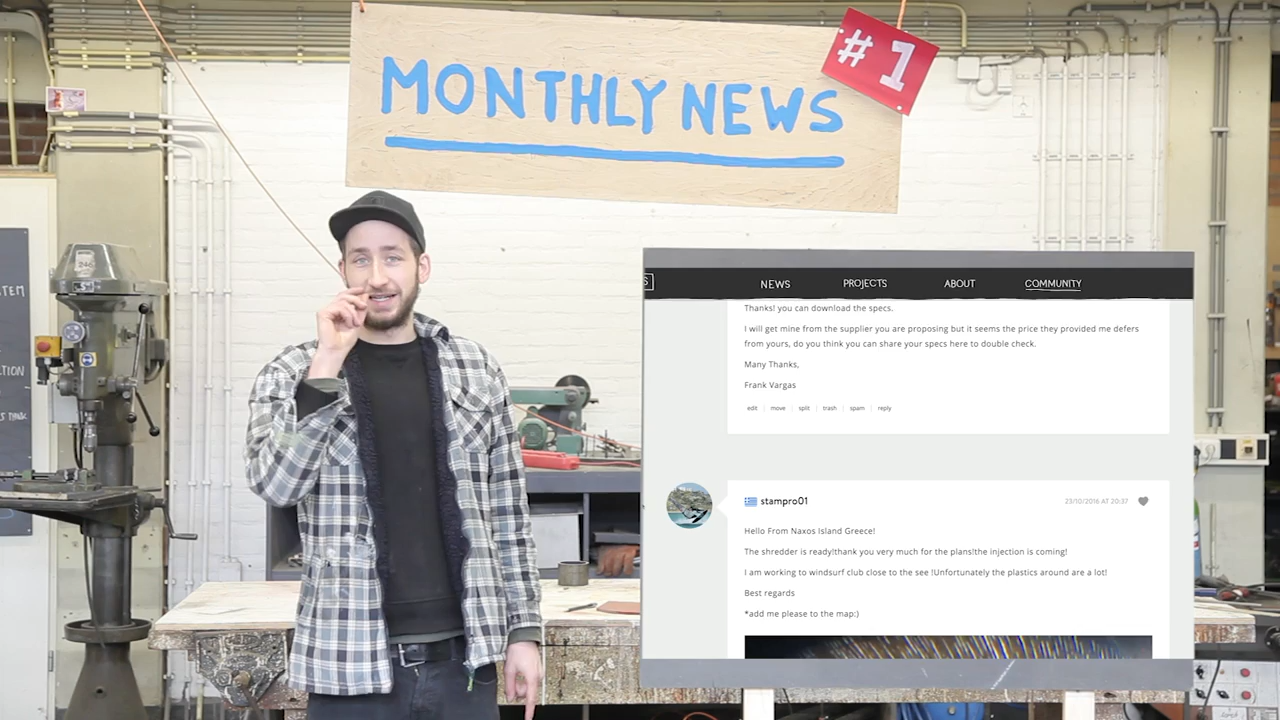 MONTHLY NEWS
# 1
NEWS
PROJECTS
ABOUT
COMMUNITY
Thanks! you can download the specs.
I will get mine from the supplier you are proposing but it seems the price they provided me defers
from yours, do you think you can share your specs here to double check.
Many Thanks,
Frank Vargas
edit
move
split
trash
spam
reply
stampro01
23/10/2016 AT 20:37
Hello From Naxos Island Greece!
The shredder is ready!thank you very much for the plans!the injection is coming!
I am working to windsurf club close to the see !Unfortunately the plastics around are a lot!
Best regards
*add me please to the map:)